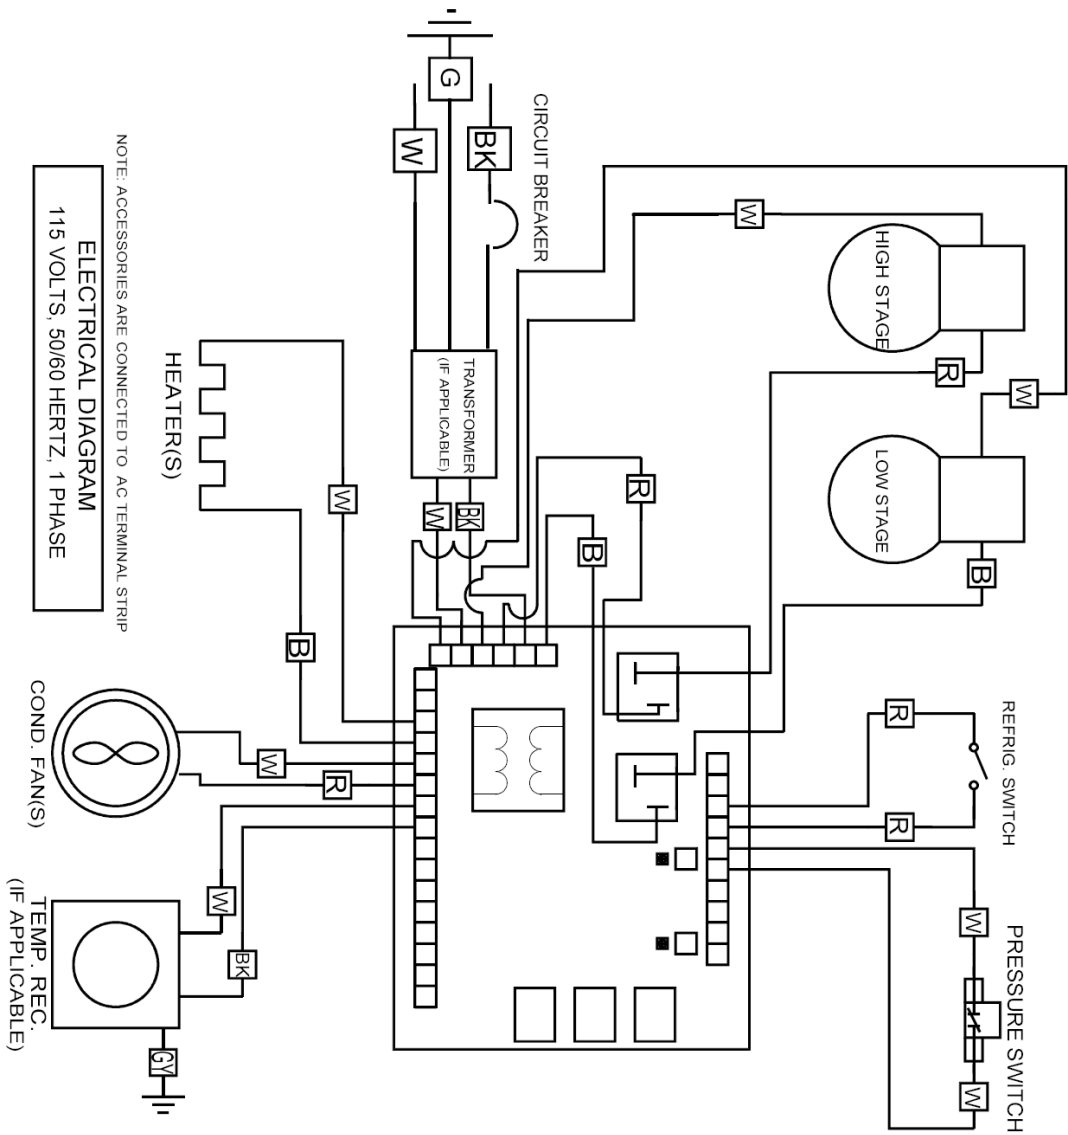 G
W
BK
CIRCUIT BREAKER
W
HIGH STAGE
R
W
LOW STAGE
B
TRANSFORMER
(IF APPLICABLE)
W
BK
R
B
HEATER(S)
W
B
NOTE: ACCESSORIES ARE CONNECTED TO AC TERMINAL STRIP
ELECTRICAL DIAGRAM
115 VOLTS, 50/60 HERTZ, 1 PHASE
COND. FAN(S)
W
R
TEMP. REC.
(IF APPLICABLE)
W
BK
GY
REFRIG. SWITCH
R
R
PRESSURE SWITCH
W
W